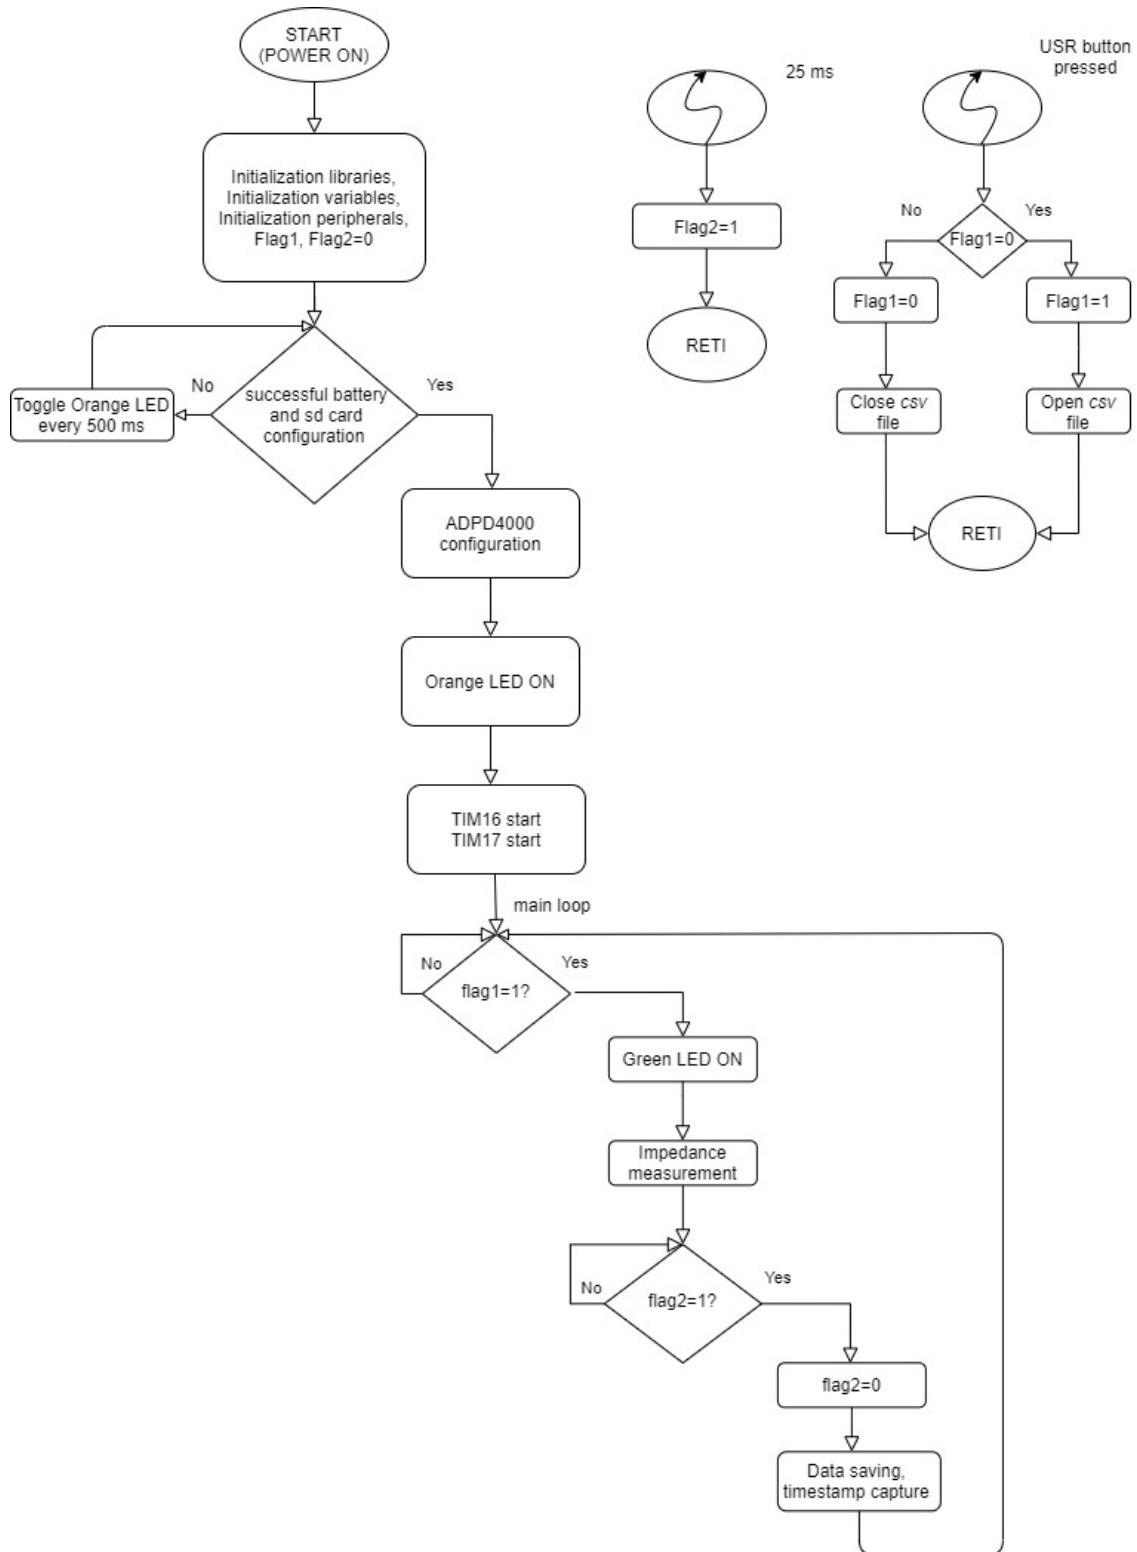 START
(POWER ON)
Initialization libraries,
Initialization variables,
Initialization peripherals,
Flag1, Flag2=0
No
Yes
successful battery
and sd card
configuration
Toggle Orange LED
every 500 ms
ADPD4000
configuration
Orange LED ON
TIM16 start
TIM17 start
main loop
No
Yes
flag1=1?
Green LED ON
Impedance
measurement
No
Yes
flag2=1?
flag2=0
Data saving,
timestamp capture
25 ms
Flag2=1
RETI
USR button
pressed
No
Yes
Flag1=0
Flag1=0
Flag1=1
Close csv
file
Open csv
file
RETI